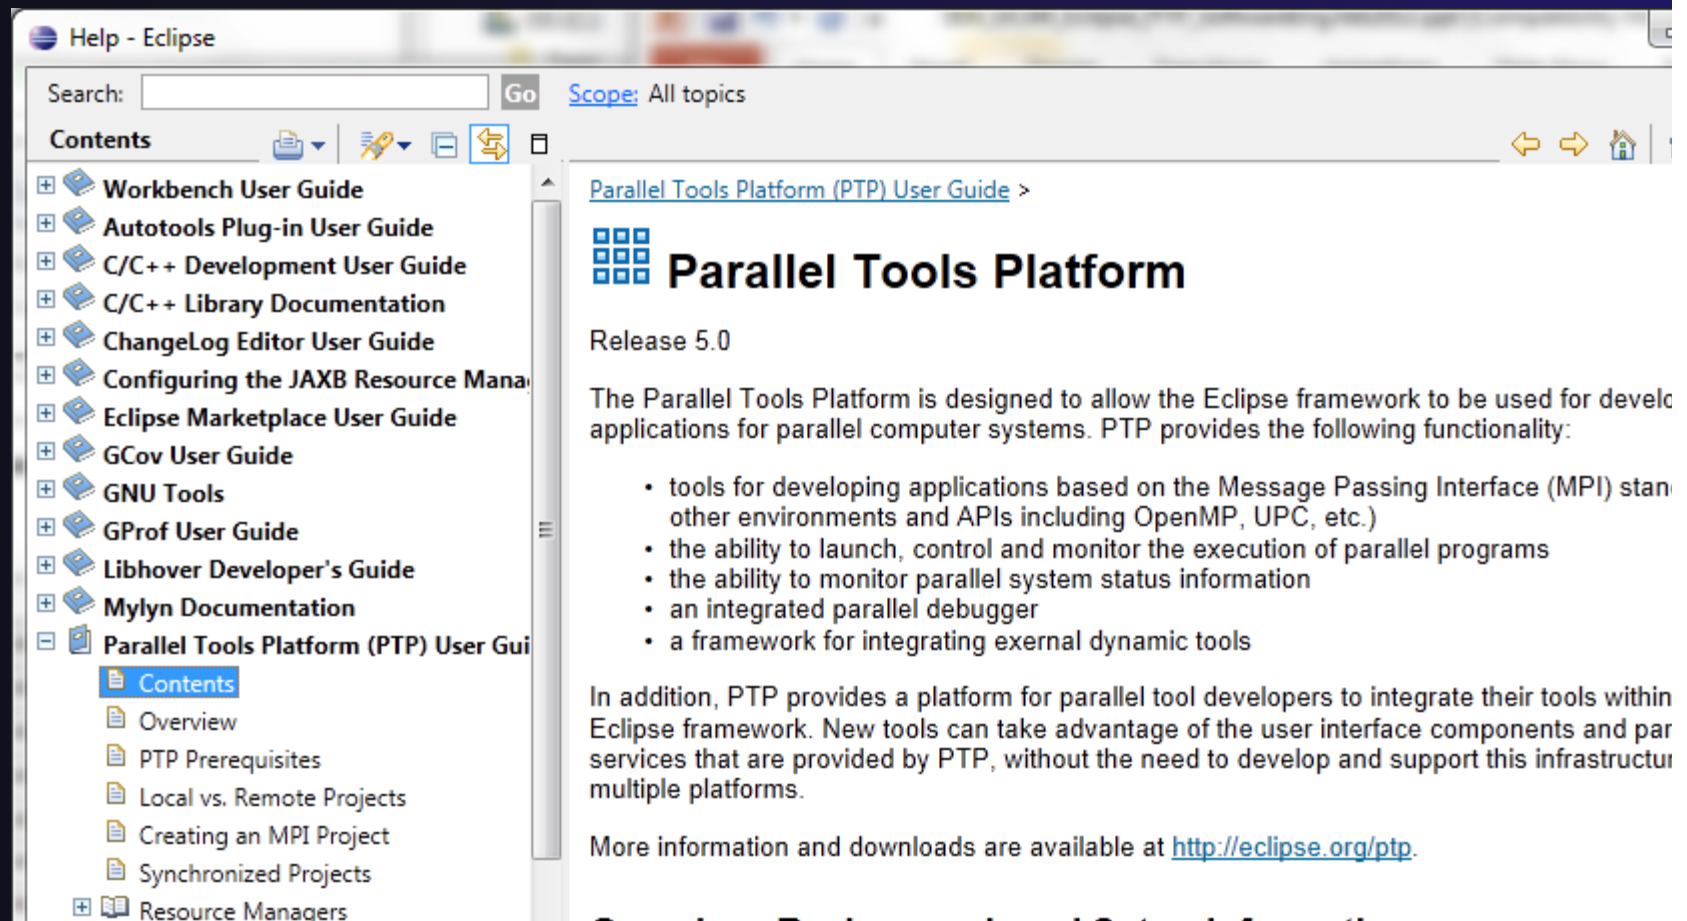 Help - Eclipse
Search:
Go
Scope: All topics
Contents
Workbench User Guide
Autotools Plug-in User Guide
C/C++ Development User Guide
C/C++ Library Documentation
ChangeLog Editor User Guide
Configuring the JAXB Resource Mana
Eclipse Marketplace User Guide
GCov User Guide
GNU Tools
GProf User Guide
Libhover Developer's Guide
Mylyn Documentation
Parallel Tools Platform (PTP) User Gui
Contents
Overview
PTP Prerequisites
Local vs. Remote Projects
Creating an MPI Project
Synchronized Projects
Resource Managers
Parallel Tools Platform (PTP) User Guide >
Parallel Tools Platform
Release 5.0
The Parallel Tools Platform is designed to allow the Eclipse framework to be used for develo
applications for parallel computer systems. PTP provides the following functionality:
• tools for developing applications based on the Message Passing Interface (MPI) stan
other environments and APIs including OpenMP, UPC, etc.)
• the ability to launch, control and monitor the execution of parallel programs
• the ability to monitor parallel system status information
• an integrated parallel debugger
• a framework for integrating exernal dynamic tools
In addition, PTP provides a platform for parallel tool developers to integrate their tools within
Eclipse framework. New tools can take advantage of the user interface components and par
services that are provided by PTP, without the need to develop and support this infrastructur
multiple platforms.
More information and downloads are available at http://eclipse.org/ptp.